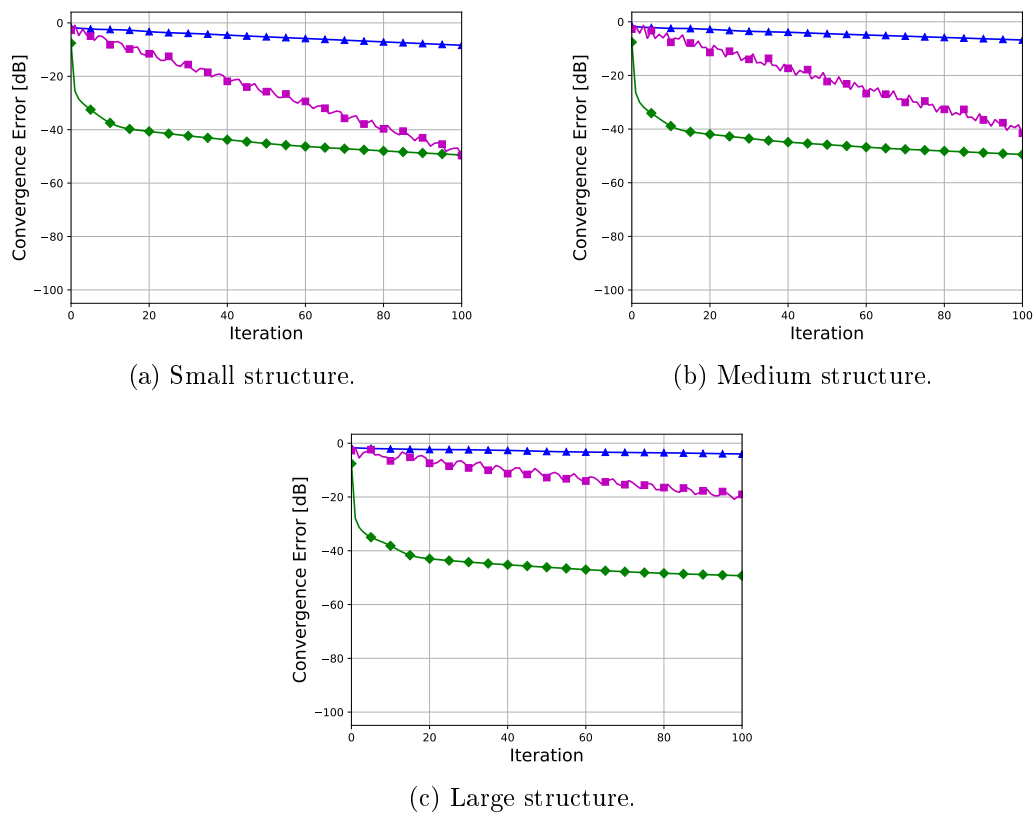 0
−20
−40
−60
−80
−100
Convergence Error [dB]
0 20 40 60 80 100
Iteration
(a) Small structure.
0
−20
−40
−60
−80
−100
Convergence Error [dB]
0 20 40 60 80 100
Iteration
(b) Medium structure.
0
−20
−40
−60
−80
−100
Convergence Error [dB]
0 20 40 60 80 100
Iteration
(c) Large structure.